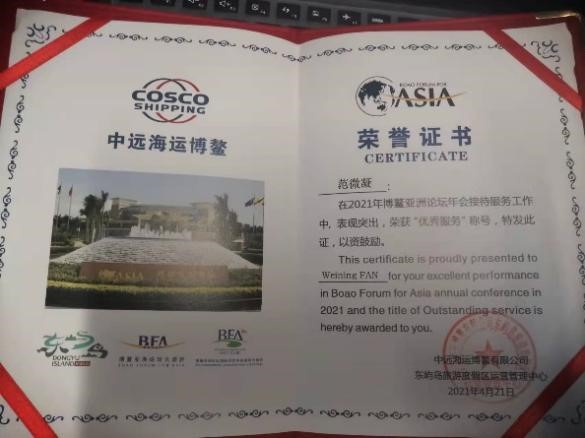 COSCO
SHIPPING
中远海运博鳌
DONGYU
ISLAND
BFA
BFA
BOAO FORUM FOR
ASIA
荣誉证书
CERTIFICATE
范微凝 :
在2021年博鳌亚洲论坛年会接待服务工作
中, 表现突出, 荣获"优秀服务"称号, 特发此
证, 以资鼓励。
This certificate is proudly presented to
Weining FAN for your excellent performance
in Boao Forum for Asia annual conference in
2021 and the title of Outstanding service is
hereby awarded to you.
中远海运博鳌有限公司
东屿岛旅游度假区运营管理中心
2021年4月21日